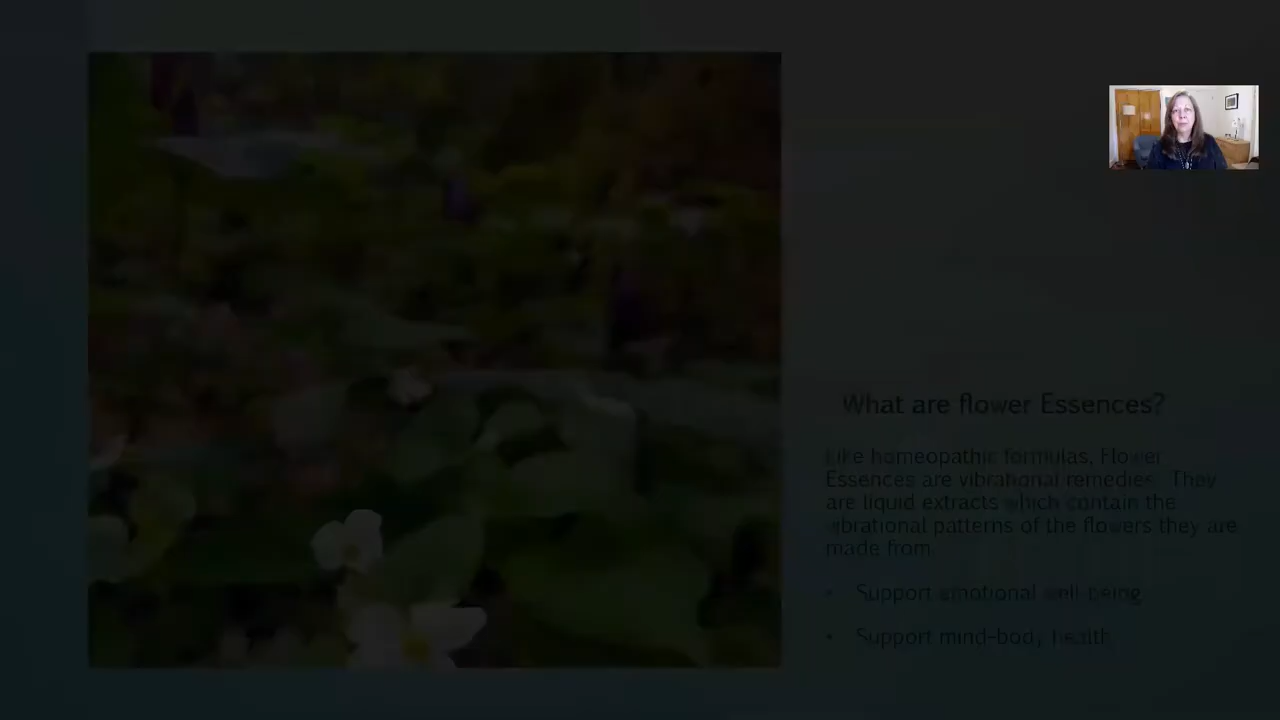 What are flower Essences?
Like homeopathic formulas, Flower
Essences are vibrational remedies. They
are liquid extracts which contain the
vibrational patterns of the flowers they are
made from.
• Support emotional well-being
• Support mind-body health